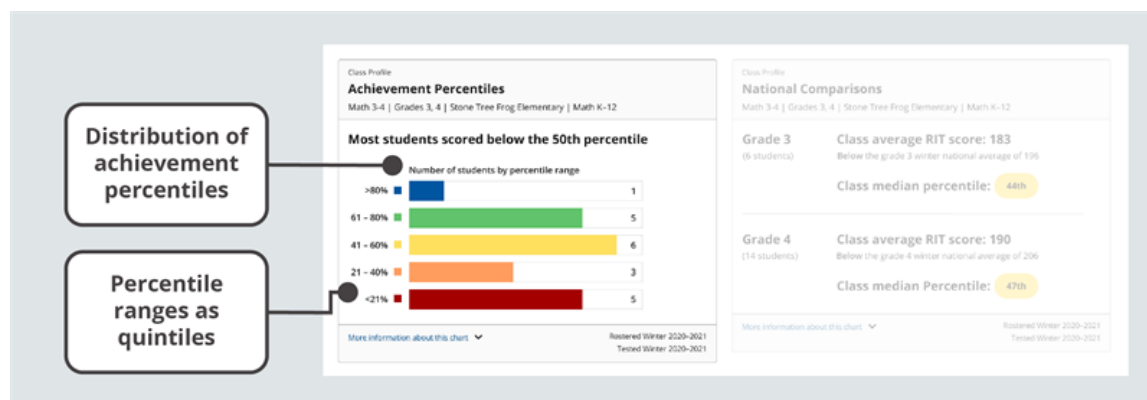 Distribution of
achievement
percentiles
Percentile
ranges as
quintiles
Class Profile
Achievement Percentiles
Math 3-4 | Grades 3, 4 | Stone Tree Frog Elementary | Math K–12
Most students scored below the 50th percentile
Number of students by percentile range
>80% 1
61 – 80% 5
41 – 60% 6
21 – 40% 3
<21% 5
More information about this chart
Rostered Winter 2020–2021
Tested Winter 2020–2021
Class Profile
National Comparisons
Math 3-4 | Grades 3, 4 | Stone Tree Frog Elementary | Math K–12
Grade 3 Class average RIT score: 183
(6 students) Below the grade 3 winter national average of 196
Class median percentile: 44th
Grade 4 Class average RIT score: 190
(14 students) Below the grade 4 winter national average of 206
Class median Percentile: 47th
More information about this chart
Rostered Winter 2020–2021
Tested Winter 2020–2021